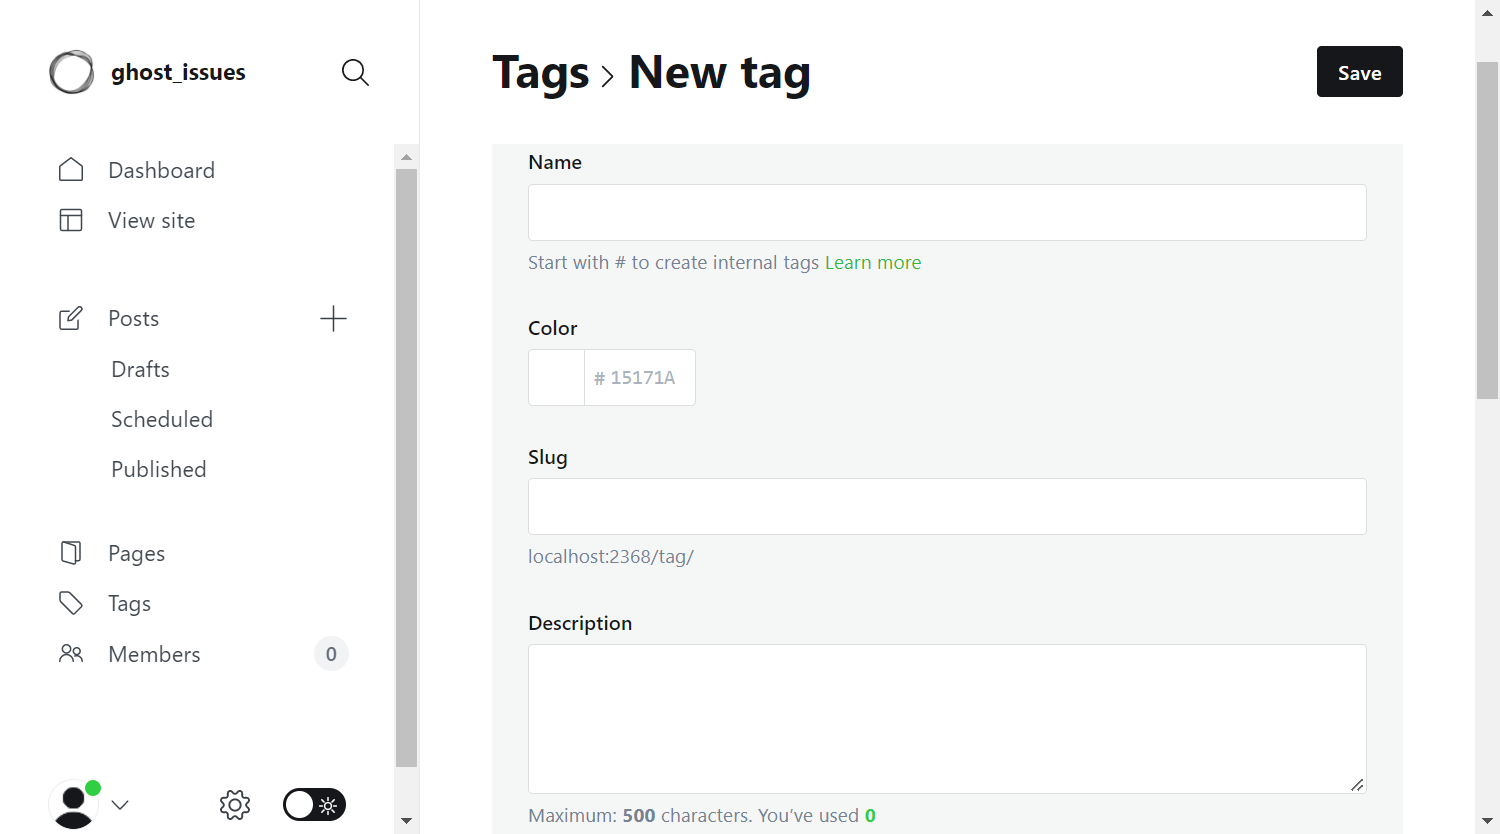 ghost_issues
Dashboard
View site
Posts
Drafts
Scheduled
Published
Pages
Tags
Members 0
Tags > New tag
Save
Name
Start with # to create internal tags Learn more
Color
# 15171A
Slug
localhost:2368/tag/
Description
Maximum: 500 characters. You’ve used 0